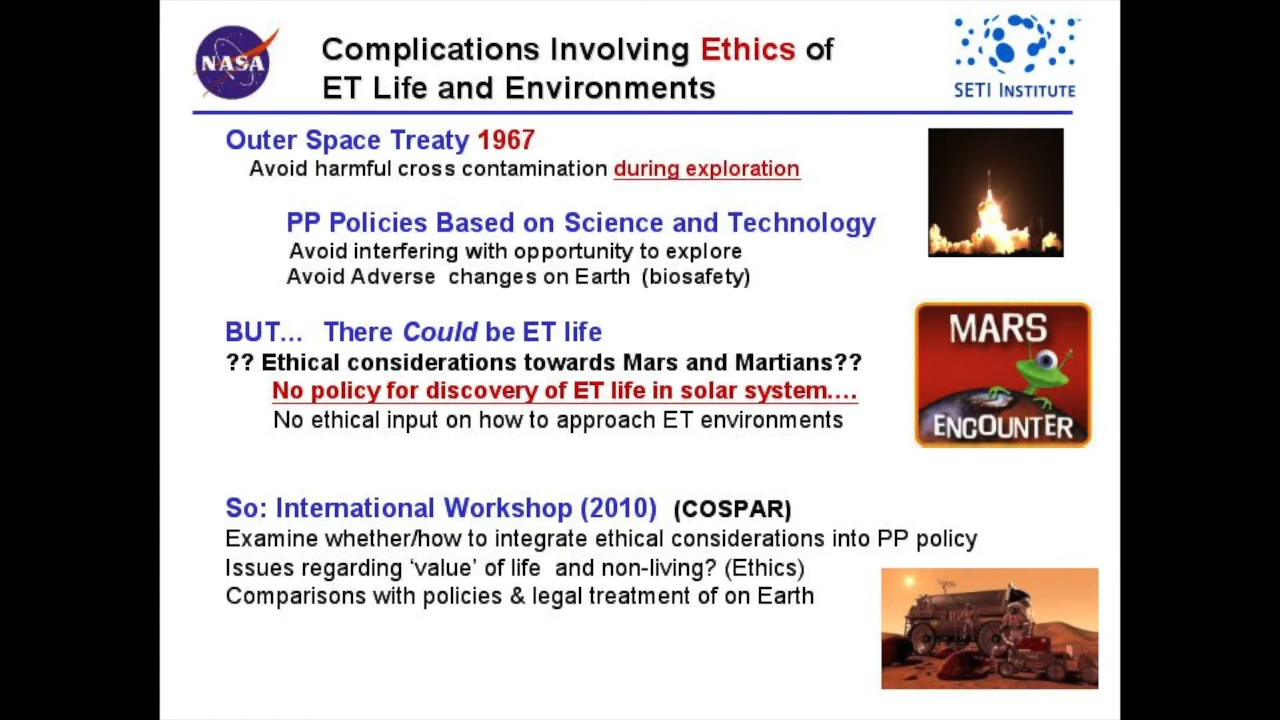 NASA
Complications Involving Ethics of
ET Life and Environments
SETI INSTITUTE
Outer Space Treaty 1967
Avoid harmful cross contamination during exploration
PP Policies Based on Science and Technology
Avoid interfering with opportunity to explore
Avoid Adverse changes on Earth (biosafety)
BUT... There Could be ET life
?? Ethical considerations towards Mars and Martians??
No policy for discovery of ET life in solar system....
No ethical input on how to approach ET environments
MARS
ENCOUNTER
So: International Workshop (2010) (COSPAR)
Examine whether/how to integrate ethical considerations into PP policy
Issues regarding ‘value’ of life and non-living? (Ethics)
Comparisons with policies & legal treatment of on Earth